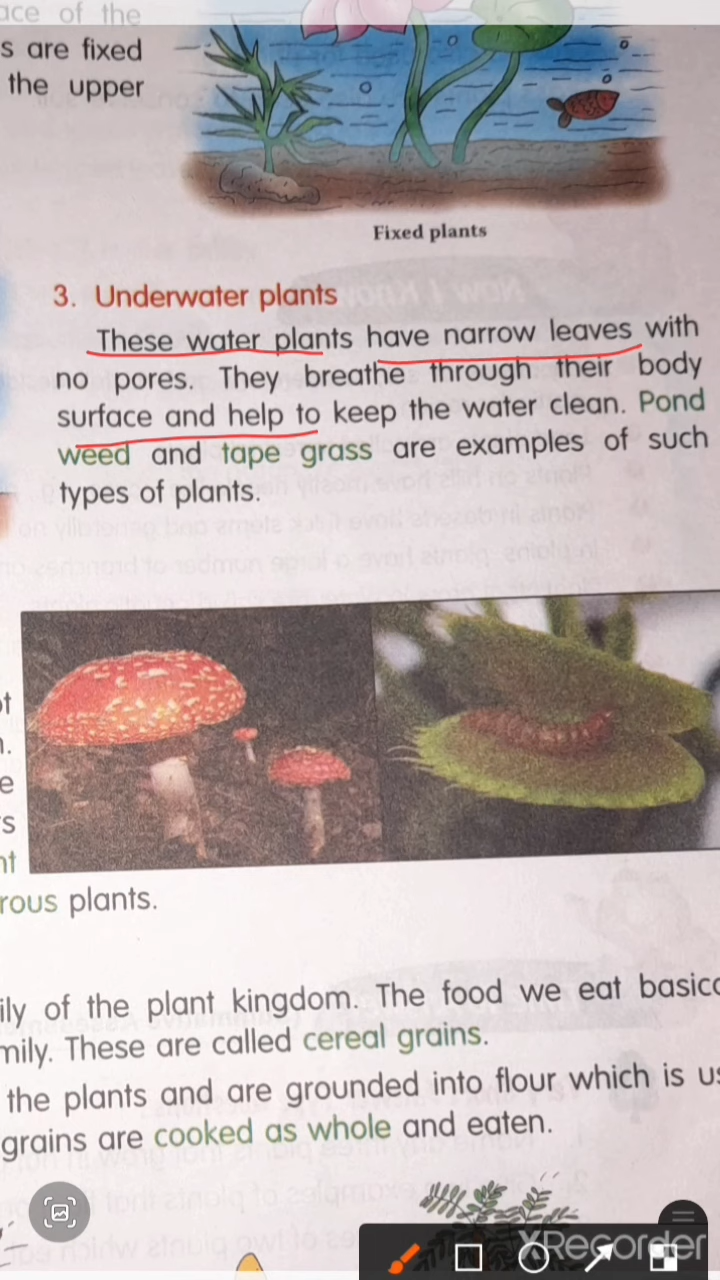 ace of the
s are fixed
the upper
Fixed plants
3. Underwater plants
These water plants have narrow leaves with
no pores. They breathe through their body
surface and help to keep the water clean. Pond
weed and tape grass are examples of such
types of plants.
rous plants.
ily of the plant kingdom. The food we eat basic
mily. These are called cereal grains.
the plants and are grounded into flour which is us
grains are cooked as whole and eaten.
XRecorder